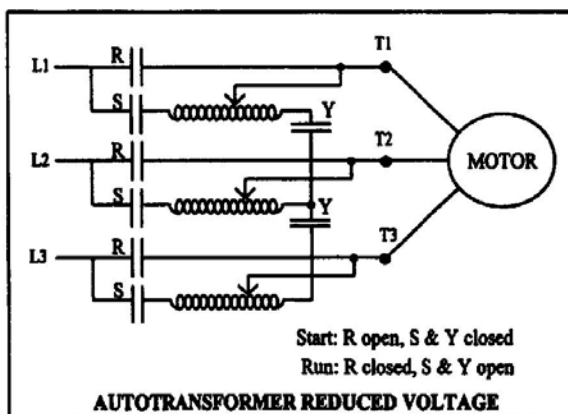 T1
L1 R
S Y
T2
L2 R
MOTOR
S Y
T3
L3 R
S
Start: R open, S & Y closed
Run: R closed, S & Y open
AUTOTRANSFORMER REDUCED VOLTAGE